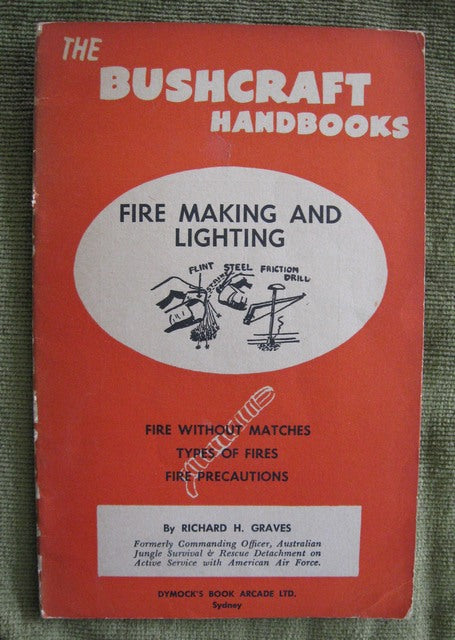 THE
BUSHCRAFT
HANDBOOKS
FIRE MAKING AND
LIGHTING
FLINT STEEL FRICTION
STRIKE DRILL
FIRE WITHOUT MATCHES
TYPES OF FIRES
FIRE PRECAUTIONS
By RICHARD H. GRAVES
Formerly Commanding Officer, Australian
Jungle Survival & Rescue Detachment on
Active Service with American Air Force.
DYMOCK'S BOOK ARCADE LTD.
Sydney